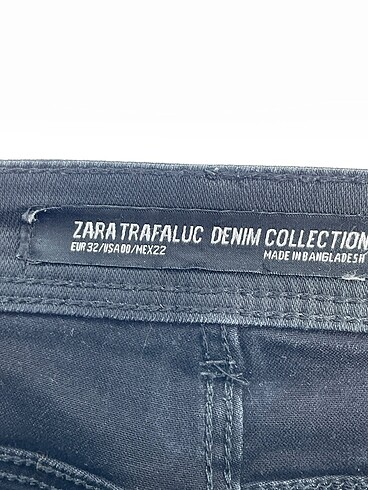 ZARA TRAFALUC DENIM COLLECTION
EUR 32/USA 00/MEX 22
MADE IN BANGLADESH